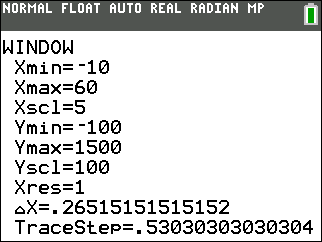 NORMAL FLOAT AUTO REAL RADIAN MP
WINDOW
Xmin=-10
Xmax=60
Xscl=5
Ymin=-100
Ymax=1500
Yscl=100
Xres=1
△X=.26515151515152
TraceStep=.53030303030304